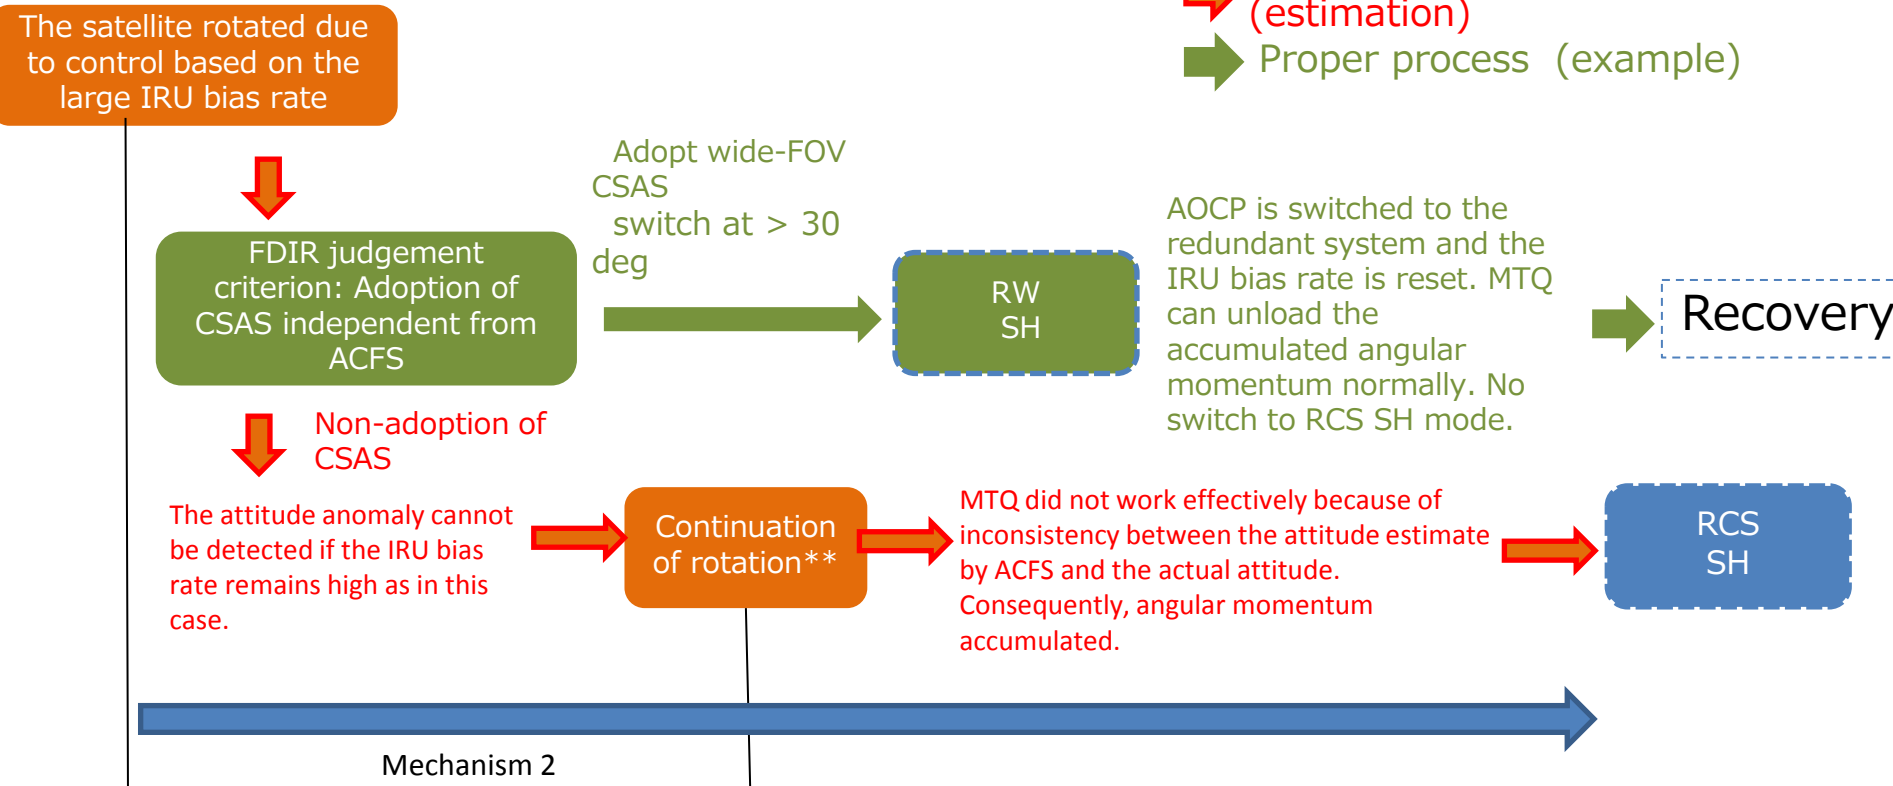 The satellite rotated due
to control based on the
large IRU bias rate
(estimation)
Proper process (example)
Adopt wide-FOV
CSAS
switch at > 30
deg
FDIR judgement
criterion: Adoption of
CSAS independent from
ACFS
RW
SH
AOCP is switched to the
redundant system and the
IRU bias rate is reset. MTQ
can unload the
accumulated angular
momentum normally. No
switch to RCS SH mode.
Recovery
Non-adoption of
CSAS
The attitude anomaly cannot
be detected if the IRU bias
rate remains high as in this
case.
Continuation
of rotation**
MTQ did not work effectively because of
inconsistency between the attitude estimate
by ACFS and the actual attitude.
Consequently, angular momentum
accumulated.
RCS
SH
Mechanism 2